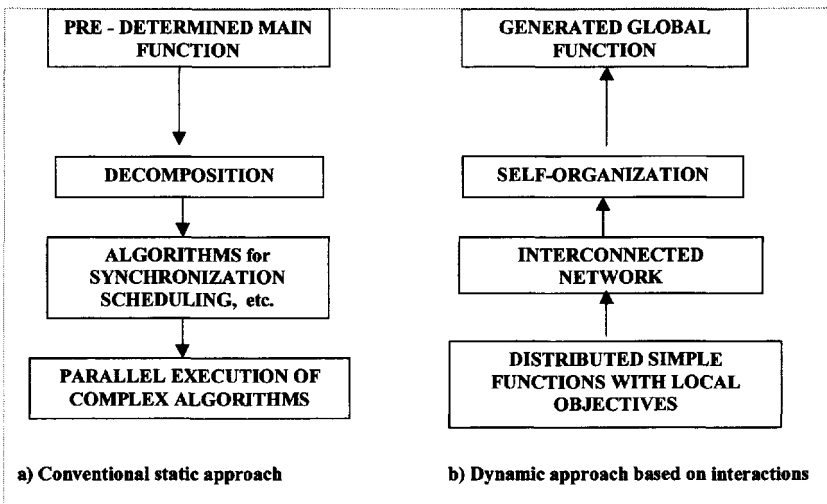 PRE - DETERMINED MAIN
FUNCTION
DECOMPOSITION
ALGORITHMS for
SYNCHRONIZATION
SCHEDULING, etc.
PARALLEL EXECUTION OF
COMPLEX ALGORITHMS
a) Conventional static approach
GENERATED GLOBAL
FUNCTION
SELF-ORGANIZATION
INTERCONNECTED
NETWORK
DISTRIBUTED SIMPLE
FUNCTIONS WITH LOCAL
OBJECTIVES
b) Dynamic approach based on interactions